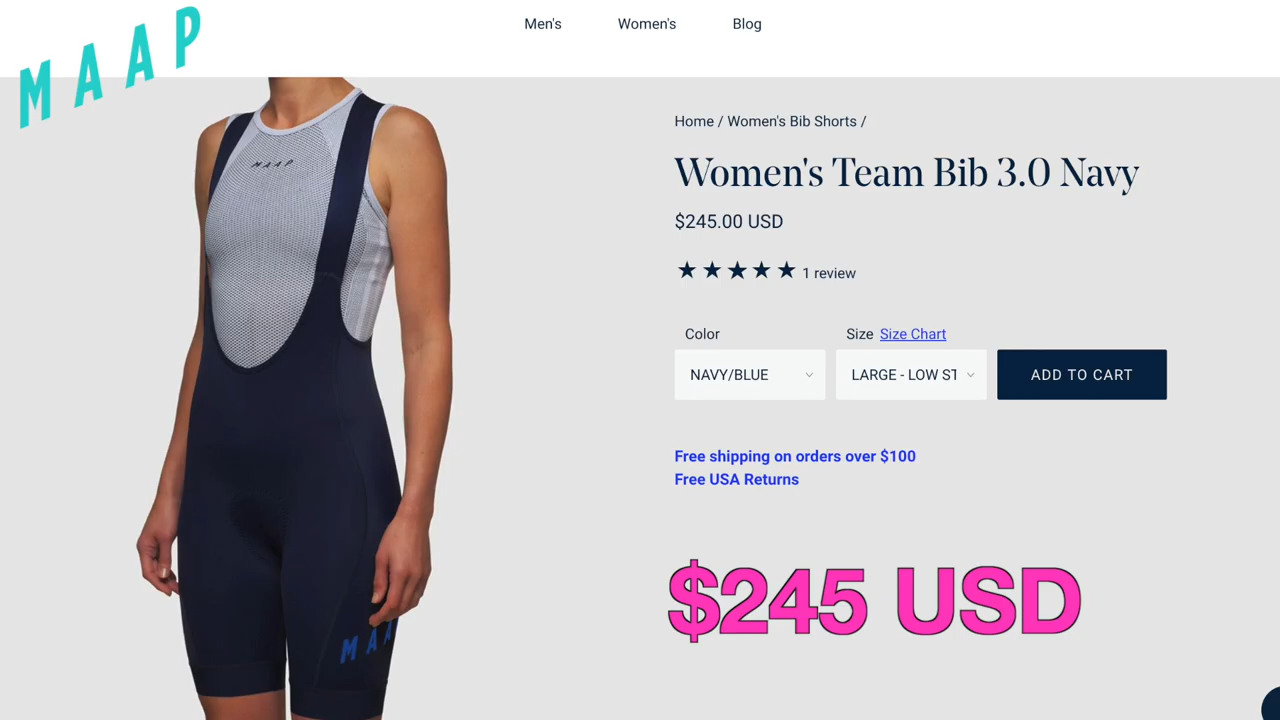 MAAP
Men's Women's Blog
Home / Women's Bib Shorts /
Women's Team Bib 3.0 Navy
$245.00 USD
★★★★★ 1 review
Color Size Size Chart
NAVY/BLUE LARGE - LOW ST ADD TO CART
Free shipping on orders over $100
Free USA Returns
$245 USD
MAAP
MAA